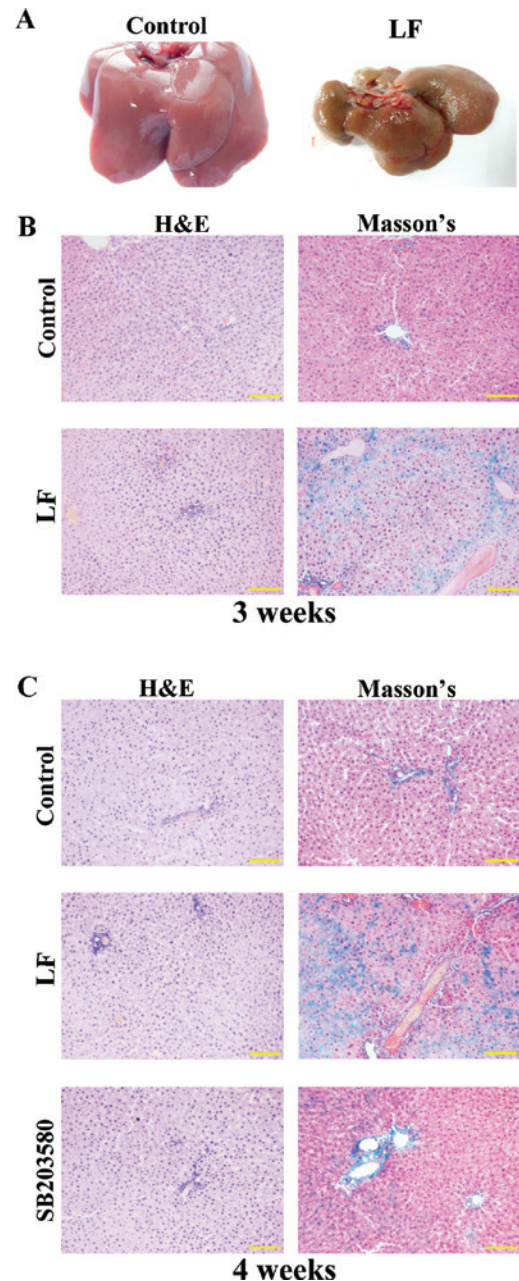 A
Control
LF
B
H&E
Masson's
Control
LF
3 weeks
C
H&E
Masson's
Control
LF
SB203580
4 weeks